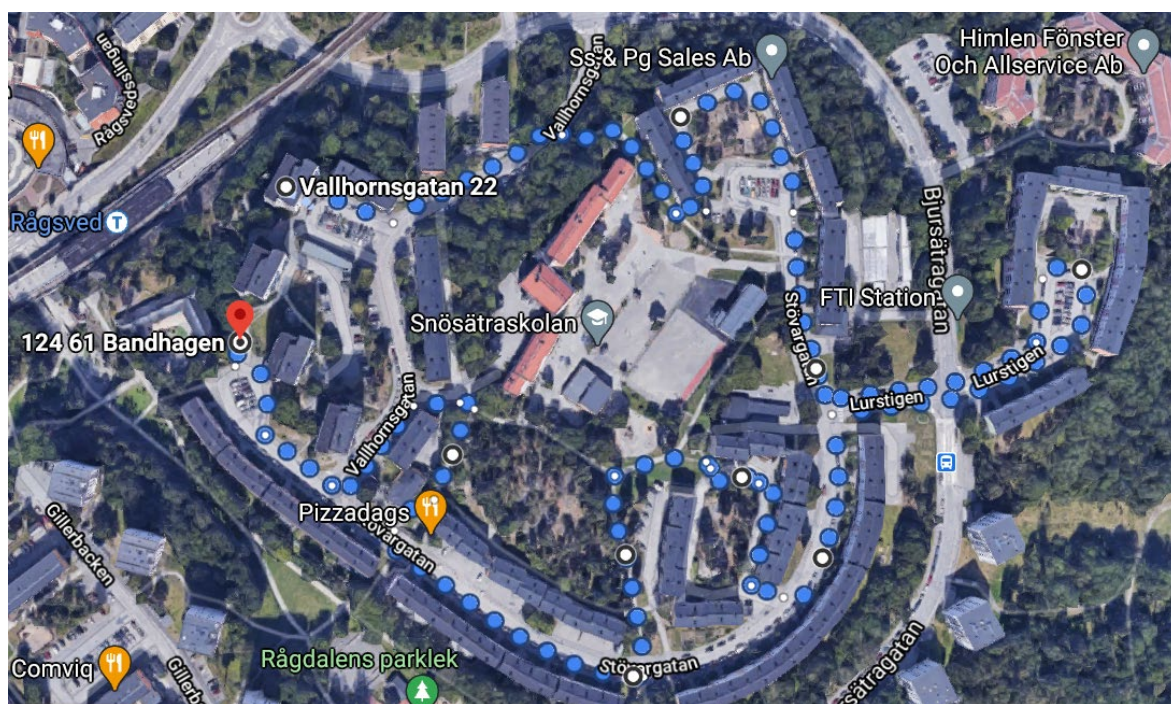 Rågsvedsslingan
Vallhornsgatan
Ss & Pg Sales Ab
Himlen Fönster
Och Allservice Ab
Vallhornsgatan 22
Rågsved T
Bjursätragatan
FTI Station
Snösätraskolan
Stövargatan
124 61 Bandhagen
Lurstigen
Lurstigen
Vallhornsgatan
Pizzadags
Stövargatan
Gillerbacken
Rågdalens parklek
Stövargatan
Comviq